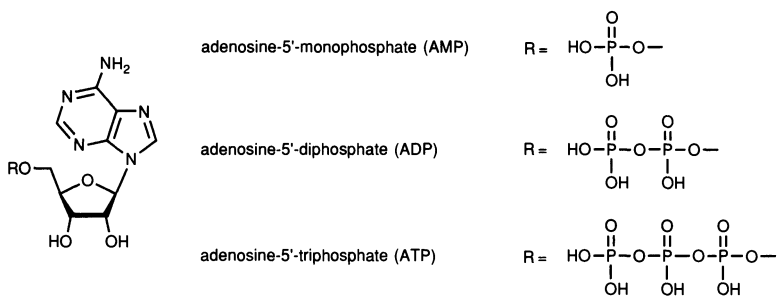 adenosine-5'-monophosphate (AMP) R = HO—P—O—
O
OH
NH₂
N
N
N
N
RO
O
HO OH
adenosine-5'-diphosphate (ADP) R = HO—P—O—P—O—
O O
OH OH
adenosine-5'-triphosphate (ATP) R = HO—P—O—P—O—P—O—
O O O
OH OH OH